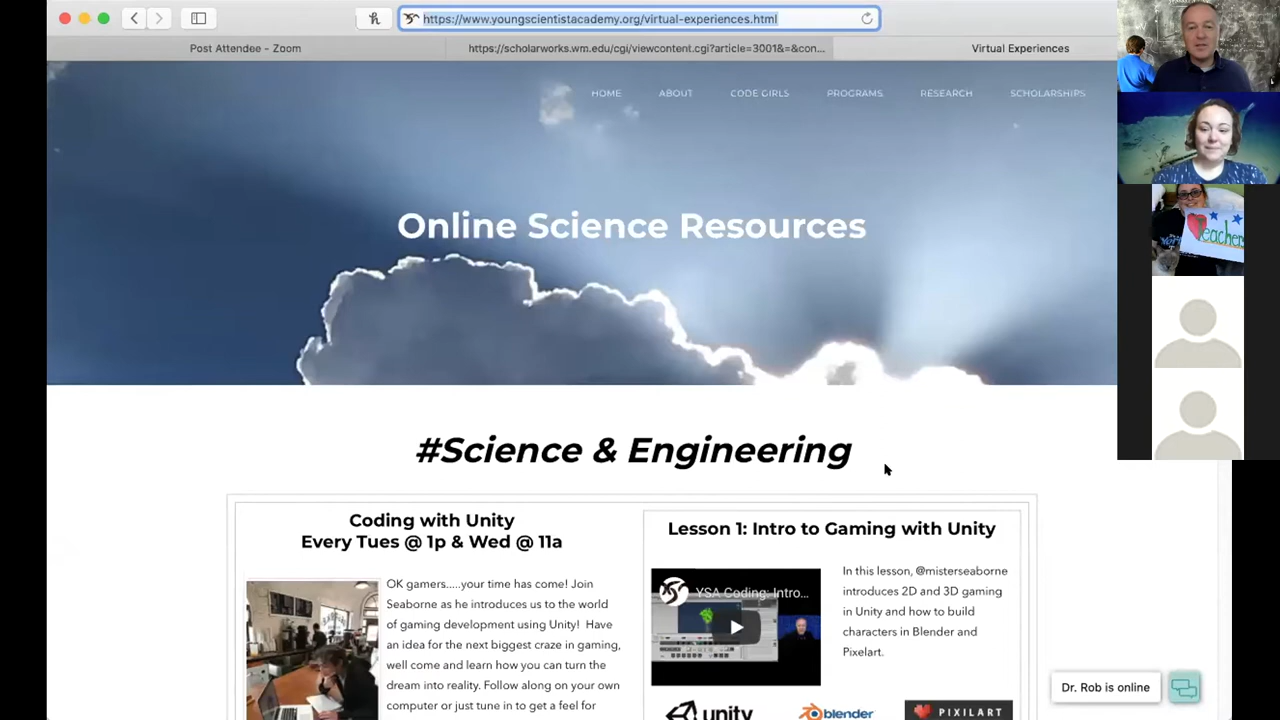 https://www.youngscientistacademy.org/virtual-experiences.html
Post Attendee - Zoom
https://scholarworks.wm.edu/cgi/viewcontent.cgi?article=3001&=&con...
Virtual Experiences
HOME
ABOUT
CODE GIRLS
PROGRAMS
RESEARCH
SCHOLARSHIPS
Online Science Resources
Teacher
#Science & Engineering
Coding with Unity
Every Tues @ 1p & Wed @ 11a
OK gamers.....your time has come! Join
Seaborne as he introduces us to the world
of gaming development using Unity! Have
an idea for the next biggest craze in gaming,
well come and learn how you can turn the
dream into reality. Follow along on your own
computer or just tune in to get a feel for
Lesson 1: Intro to Gaming with Unity
YSA Coding: Intro...
In this lesson, @misterseaborne
introduces 2D and 3D gaming
in Unity and how to build
characters in Blender and
Pixelart.
unity
blender
PIXILART
Dr. Rob is online